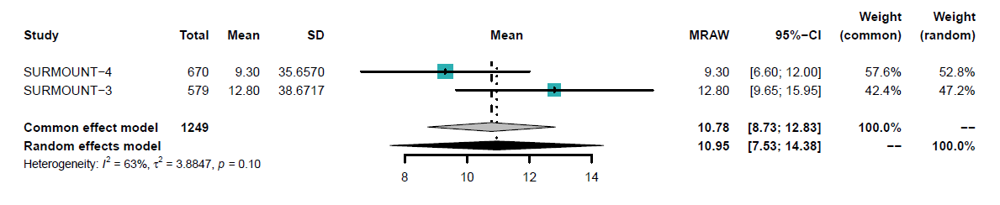 Weight Weight
Study Total Mean SD Mean MRAW 95%−CI (common) (random)
SURMOUNT−4 670 9.30 35.6570 9.30 [6.60; 12.00] 57.6% 52.8%
SURMOUNT−3 579 12.80 38.6717 12.80 [9.65; 15.95] 42.4% 47.2%
Common effect model 1249 10.78 [8.73; 12.83] 100.0% −−
Random effects model 10.95 [7.53; 14.38] −− 100.0%
Heterogeneity: I² = 63%, τ² = 3.8847, p = 0.10
8 10 12 14